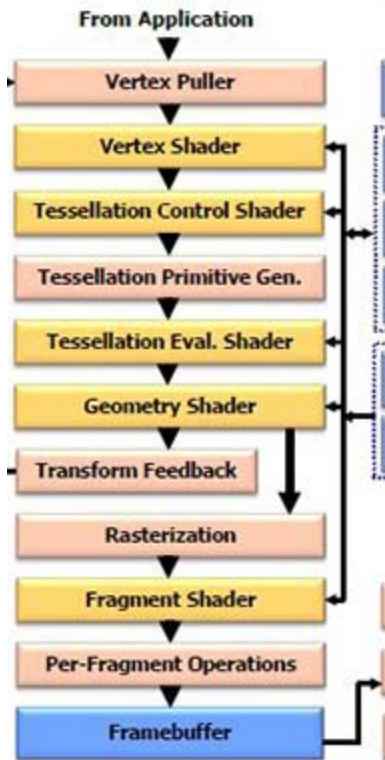 From Application
Vertex Puller
Vertex Shader
Tessellation Control Shader
Tessellation Primitive Gen.
Tessellation Eval. Shader
Geometry Shader
Transform Feedback
Rasterization
Fragment Shader
Per-Fragment Operations
Framebuffer